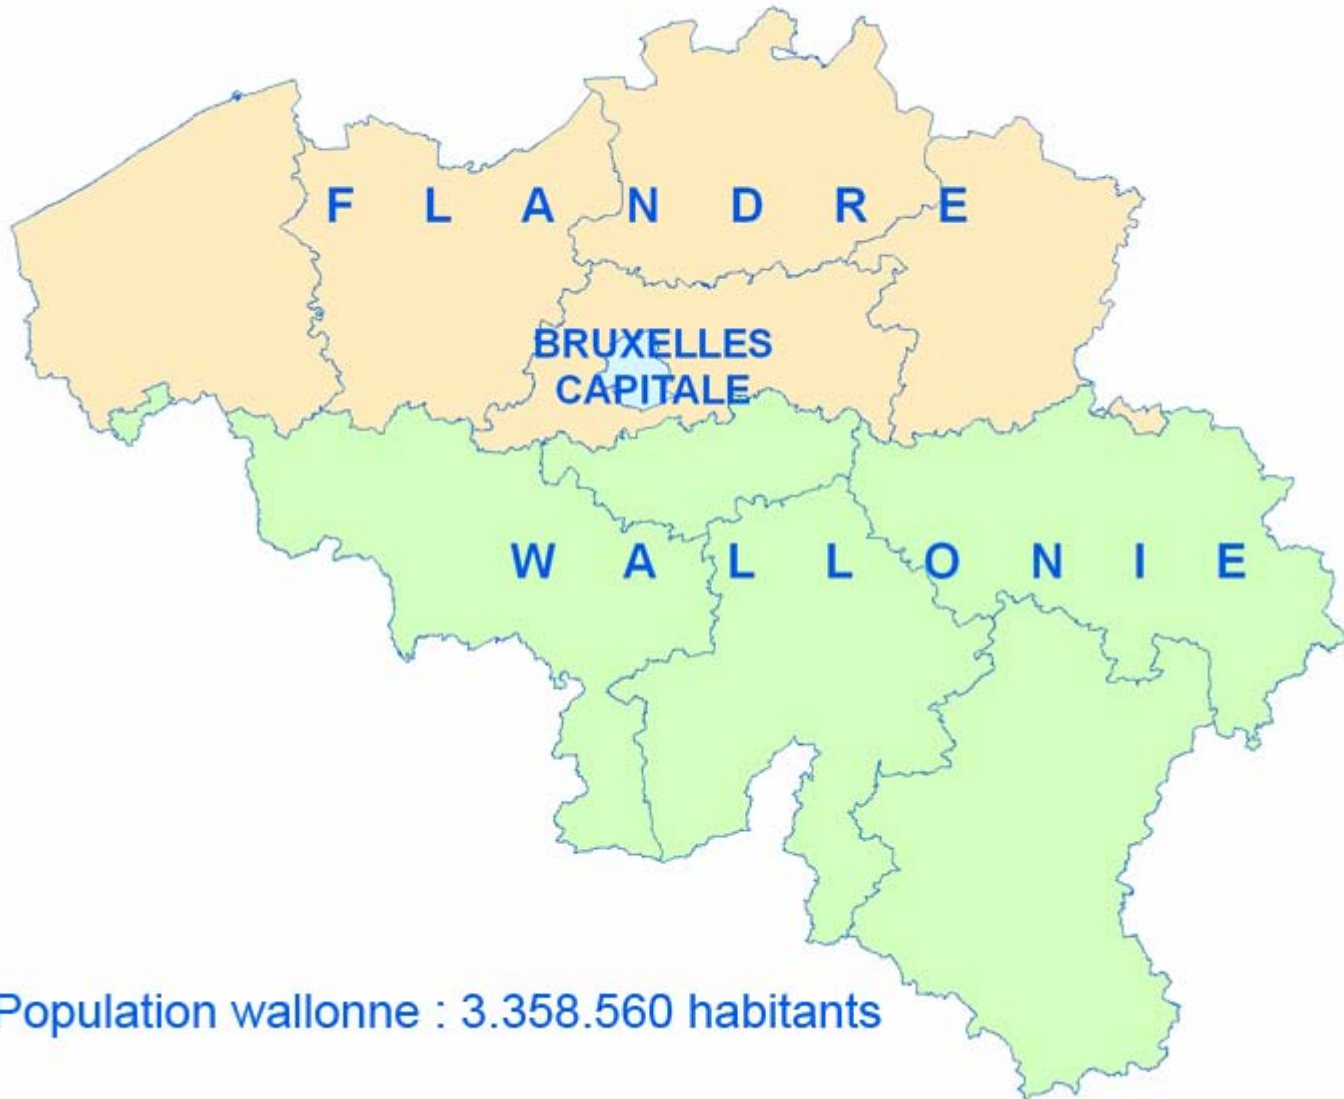 F L A N D R E
BRUXELLES
CAPITALE
W A L L O N I E
Population wallonne : 3.358.560 habitants